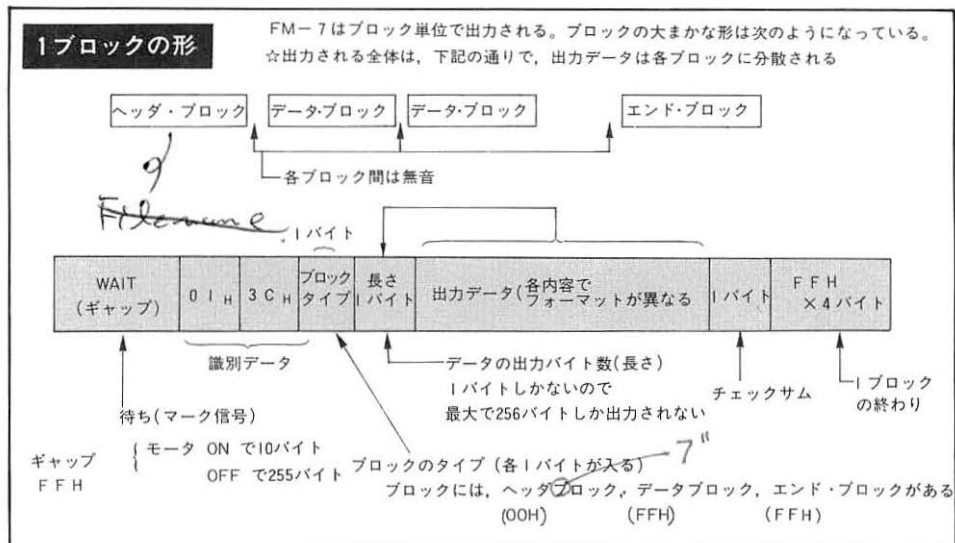 1ブロックの形
FM－7はブロック単位で出力される。ブロックの大まかな形は次のようになっている。
☆出力される全体は，下記の通りで，出力データは各ブロックに分散される
ヘッダ・ブロック
データ・ブロック
データ・ブロック
エンド・ブロック
各ブロック間は無音
Filename
1バイト
WAIT
(ギャップ)
01H
3CH
ブロック
タイプ
長さ
1バイト
出力データ(各内容で
フォーマットが異なる
1バイト
FFH
×4バイト
識別データ
データの出力バイト数(長さ)
1バイトしかないので
最大で256バイトしか出力されない
チェックサム
1ブロック
の終わり
待ち(マーク信号)
モータ ON で10バイト
OFF で255バイト
ギャップ
FFH
ブロックのタイプ(各1バイトが入る)
ブロックには，ヘッダブロック，データブロック，エンド・ブロックがある
(00H)
(FFH)
(FFH)